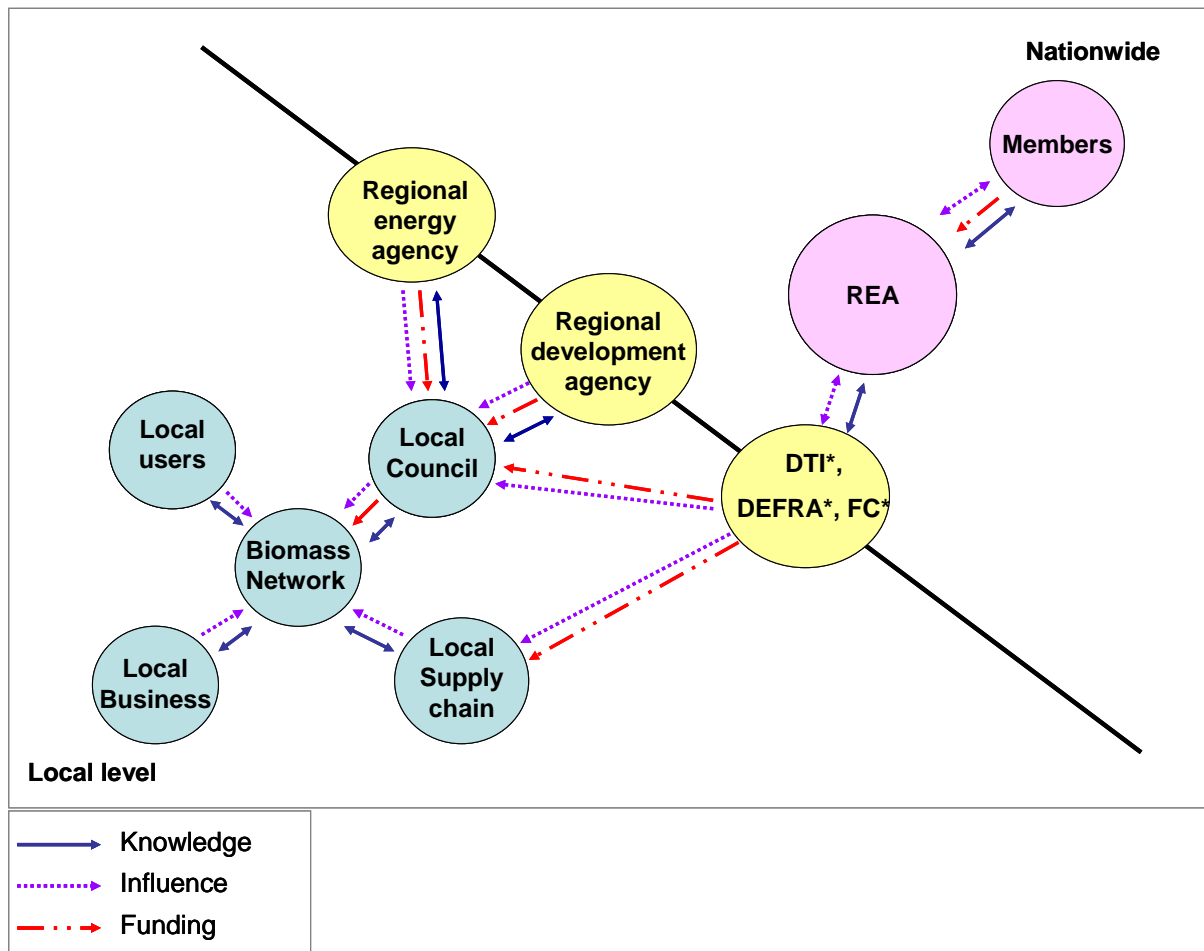 Nationwide
Members
Regional
energy
agency
REA
Regional
development
agency
Local
users
Local
Council
DTI*,
DEFRA*, FC*
Biomass
Network
Local
Business
Local
Supply
chain
Local level
Knowledge
Influence
Funding